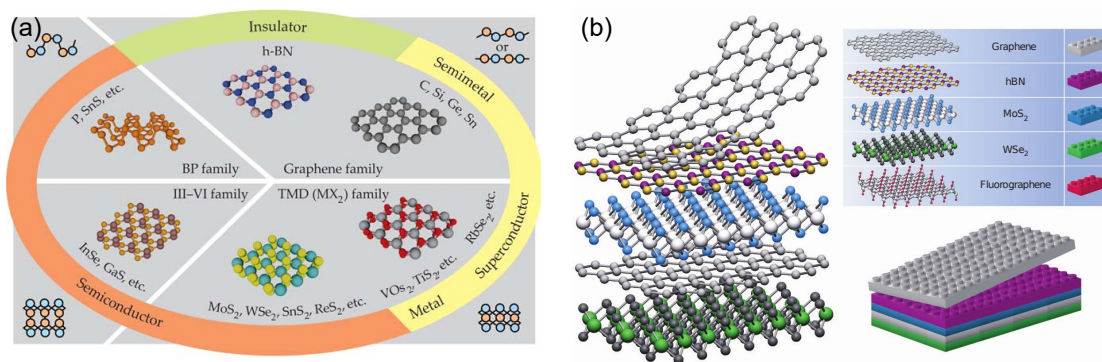 (a)
Insulator
or
h-BN
Semimetal
C, Si, Ge, Sn
P, SnS, etc.
BP family
Graphene family
III–VI family
TMD (MX2) family
InSe, GaS, etc.
RbSe2, etc.
Superconductor
VOs2, TiS2, etc.
MoS2, WSe2, SnS2, ReS2, etc.
Semiconductor
Metal
(b)
Graphene
hBN
MoS2
WSe2
Fluorographene